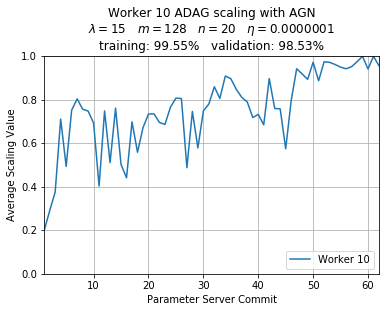 Worker 10 ADAG scaling with AGN
λ = 15 m = 128 n = 20 η = 0.0000001
training: 99.55% validation: 98.53%
1.0
0.8
0.6
0.4
0.2
0.0
Average Scaling Value
Worker 10
10 20 30 40 50 60
Parameter Server Commit